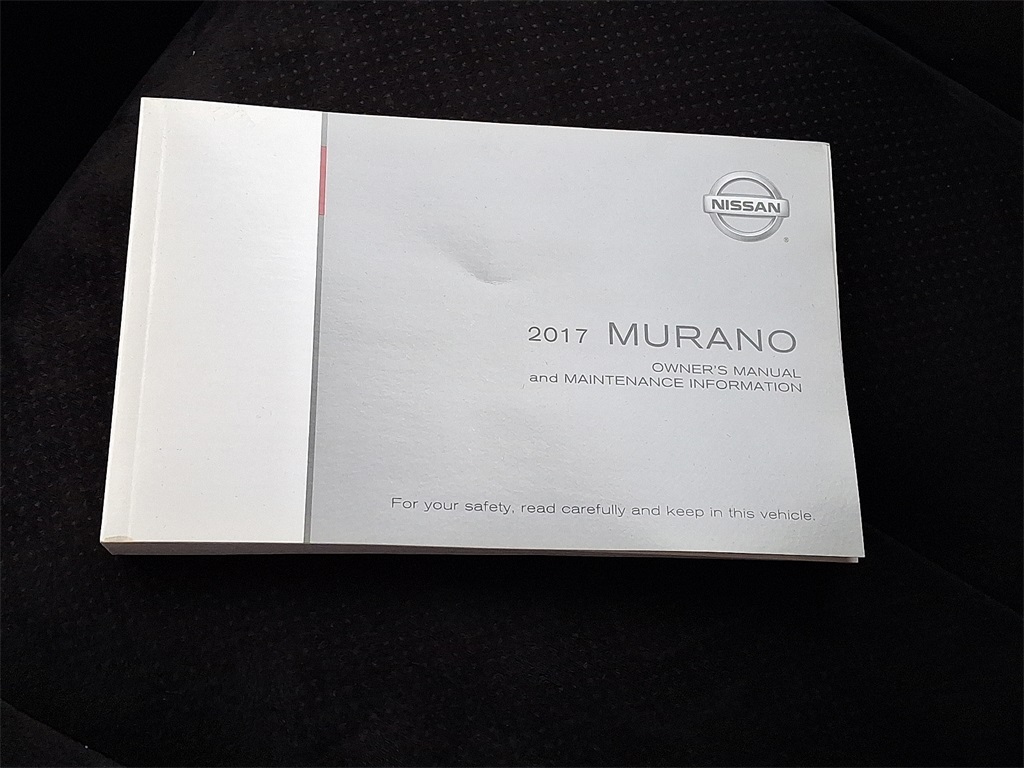 NISSAN
®
2017 MURANO
OWNER'S MANUAL
and MAINTENANCE INFORMATION
For your safety, read carefully and keep in this vehicle.